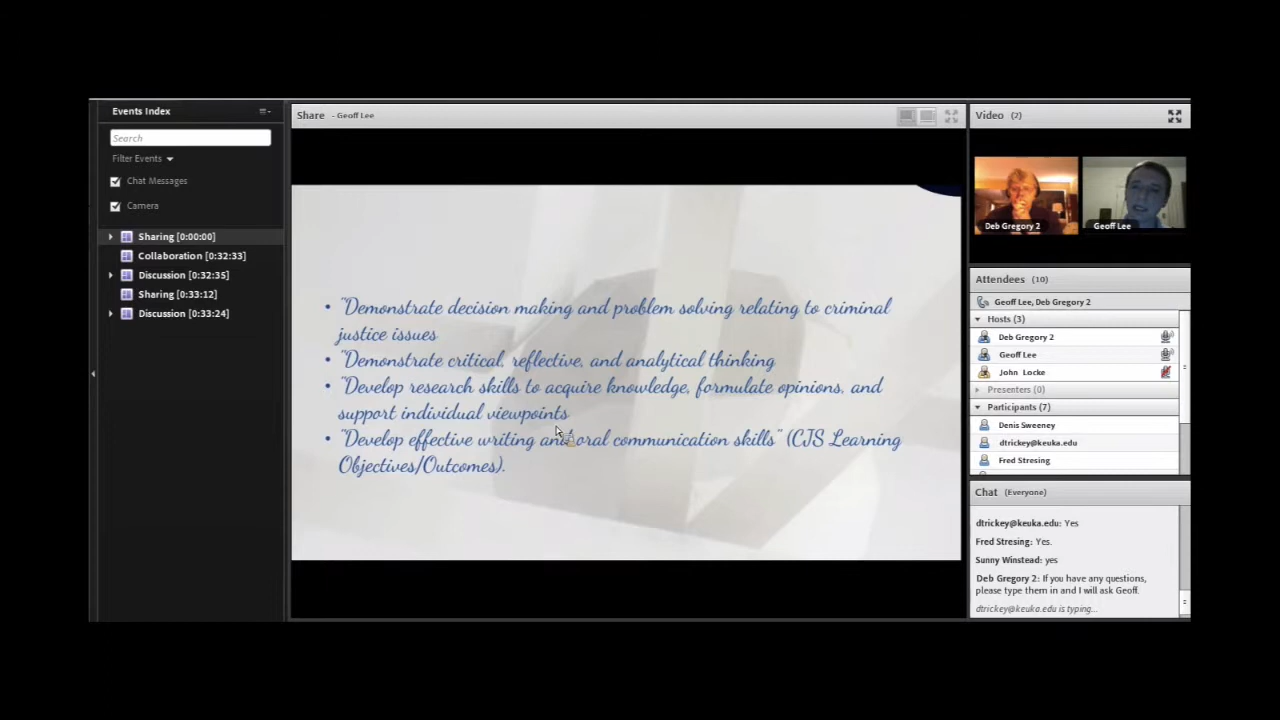 Events Index
Search
Filter Events
Chat Messages
Camera
Sharing [0:00:00]
Collaboration [0:32:33]
Discussion [0:32:35]
Sharing [0:33:12]
Discussion [0:33:24]
Share - Geoff Lee
• "Demonstrate decision making and problem solving relating to criminal
justice issues
• "Demonstrate critical, reflective, and analytical thinking
• "Develop research skills to acquire knowledge, formulate opinions, and
support individual viewpoints
• "Develop effective writing and oral communication skills" (CJS Learning
Objectives/Outcomes).
Video (2)
Deb Gregory 2
Geoff Lee
Attendees (10)
Geoff Lee, Deb Gregory 2
Hosts (3)
Deb Gregory 2
Geoff Lee
John Locke
Presenters (0)
Participants (7)
Denis Sweeney
dtrickey@keuka.edu
Fred Stresing
Chat (Everyone)
dtrickey@keuka.edu: Yes
Fred Stresing: Yes.
Sunny Winstead: yes
Deb Gregory 2: If you have any questions,
please type them in and I will ask Geoff.
dtrickey@keuka.edu is typing...